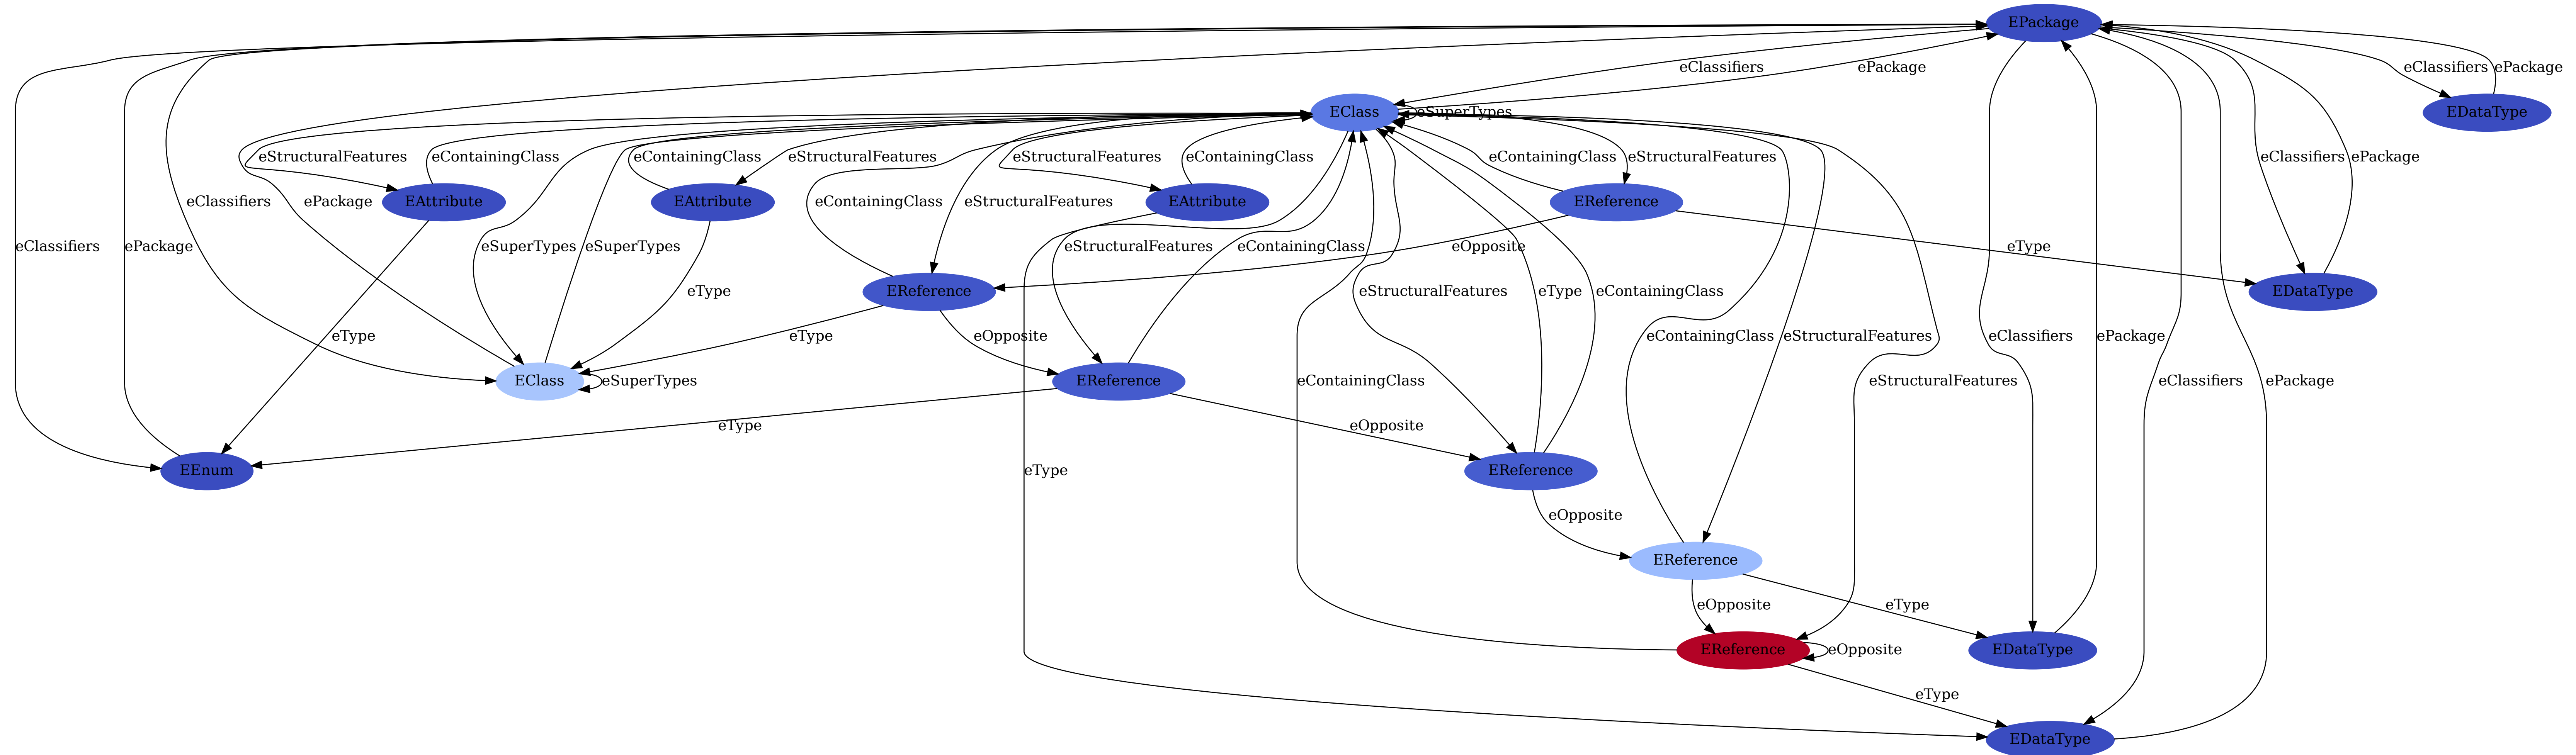 EPackage
eClassifiers
ePackage
eClassifiers
ePackage
EClass
eSuperTypes
EDataType
eStructuralFeatures
eContainingClass
eContainingClass
eStructuralFeatures
eStructuralFeatures
eContainingClass
eContainingClass
eStructuralFeatures
eClassifiers
ePackage
eClassifiers
ePackage
EAttribute
EAttribute
eContainingClass
eStructuralFeatures
EAttribute
EReference
eClassifiers
ePackage
eSuperTypes
eSuperTypes
eStructuralFeatures
eContainingClass
eOpposite
eType
eType
EReference
eStructuralFeatures
eType
eContainingClass
EDataType
eType
eType
eOpposite
eContainingClass
eStructuralFeatures
eClassifiers
ePackage
EClass
eSuperTypes
EReference
eContainingClass
eStructuralFeatures
eClassifiers
ePackage
eType
eOpposite
EEnum
eType
EReference
eOpposite
EReference
eOpposite
eType
EReference
eOpposite
EDataType
eType
EDataType